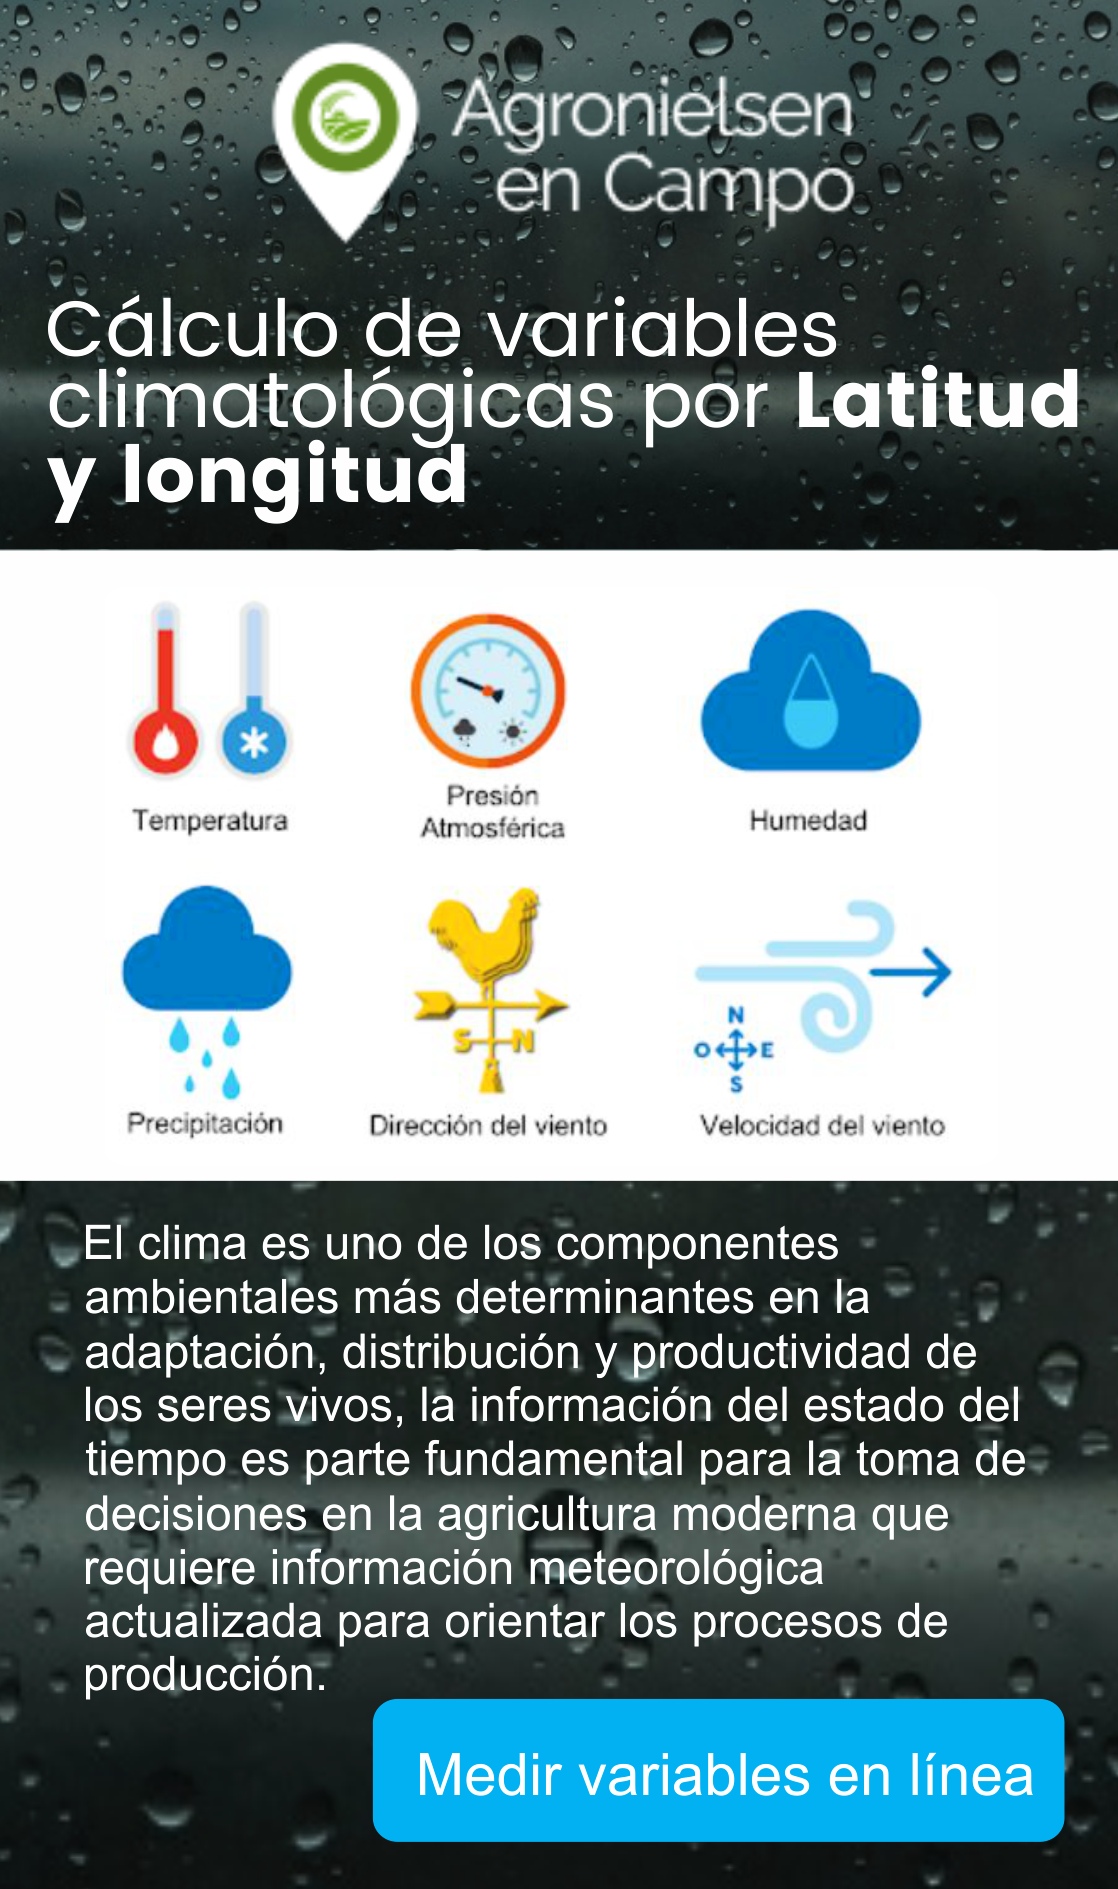 Agronielsen
en Campo
Cálculo de variables
climatológicas por Latitud
y longitud
Temperatura
Presión
Atmosférica
Humedad
S N
N
O E
S
Precipitación
Dirección del viento
Velocidad del viento
El clima es uno de los componentes
ambientales más determinantes en la
adaptación, distribución y productividad de
los seres vivos, la información del estado del
tiempo es parte fundamental para la toma de
decisiones en la agricultura moderna que
requiere información meteorológica
actualizada para orientar los procesos de
producción.
Medir variables en línea